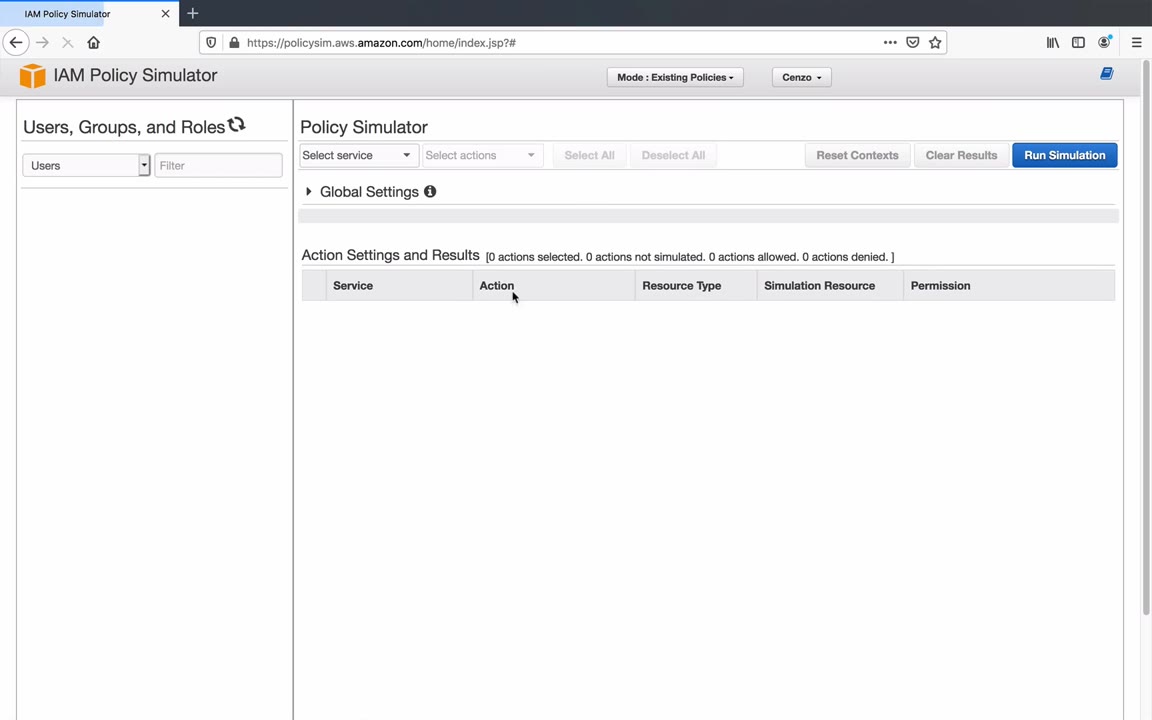 IAM Policy Simulator
https://policysim.aws.amazon.com/home/index.jsp?#
IAM Policy Simulator
Mode : Existing Policies
Cenzo
Users, Groups, and Roles
Users
Filter
Policy Simulator
Select service
Select actions
Select All
Deselect All
Reset Contexts
Clear Results
Run Simulation
Global Settings
Action Settings and Results [0 actions selected. 0 actions not simulated. 0 actions allowed. 0 actions denied. ]
Service
Action
Resource Type
Simulation Resource
Permission